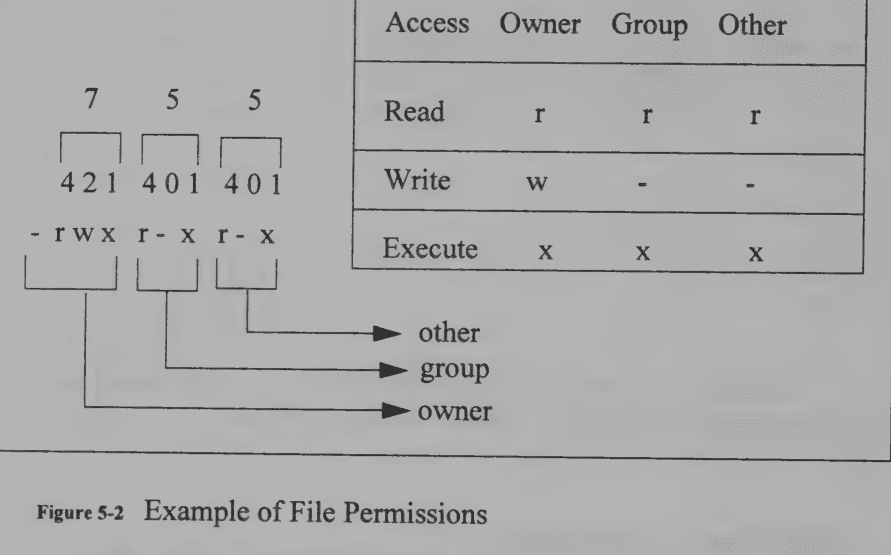 Access Owner Group Other
7 5 5
Read r r r
4 2 1 4 0 1 4 0 1
Write w - -
- r w x r - x r - x
Execute x x x
other
group
owner
Figure 5-2 Example of File Permissions